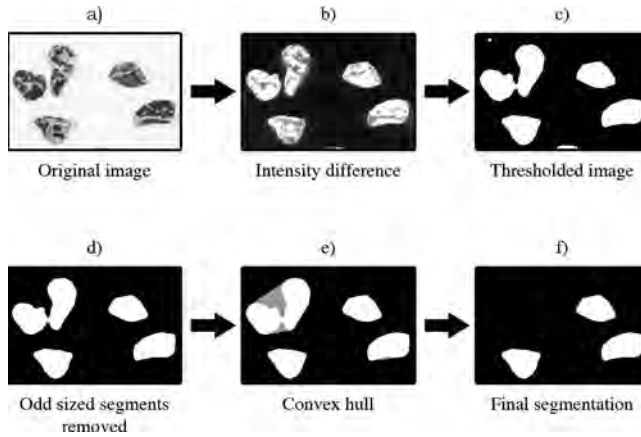 a)
b)
c)
Original image
Intensity difference
Thresholded image
d)
e)
f)
Odd sized segments
removed
Convex hull
Final segmentation